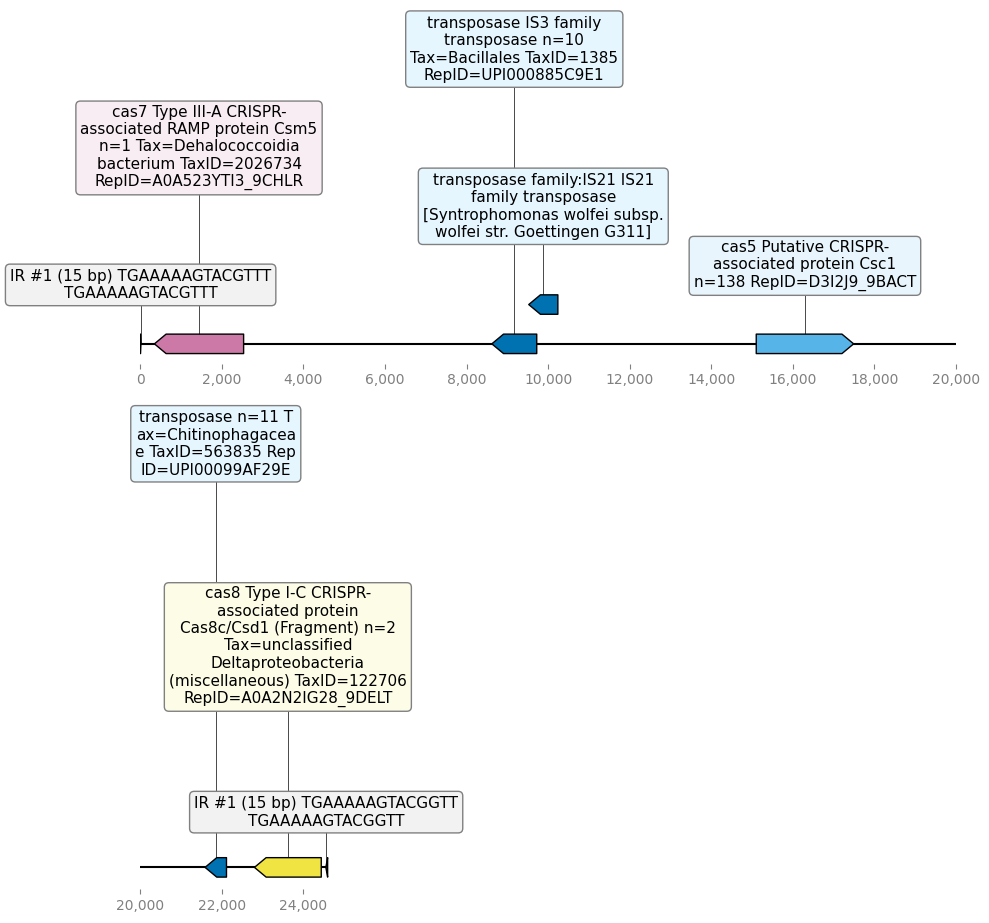 transposase IS3 family
transposase n=10
Tax=Bacillales TaxID=1385
RepID=UPI000885C9E1
cas7 Type III-A CRISPR-
associated RAMP protein Csm5
n=1 Tax=Dehalococcoidia
bacterium TaxID=2026734
RepID=A0A523YTI3_9CHLR
transposase family:IS21 IS21
family transposase
[Syntrophomonas wolfei subsp.
wolfei str. Goettingen G311]
cas5 Putative CRISPR-
associated protein Csc1
n=138 RepID=D3I2J9_9BACT
IR #1 (15 bp) TGAAAAAGTACGTTT
TGAAAAAGTACGTTT
0 2,000 4,000 6,000 8,000 10,000 12,000 14,000 16,000 18,000 20,000
transposase n=11 T
ax=Chitinophagacea
e TaxID=563835 Rep
ID=UPI00099AF29E
cas8 Type I-C CRISPR-
associated protein
Cas8c/Csd1 (Fragment) n=2
Tax=unclassified
Deltaproteobacteria
(miscellaneous) TaxID=122706
RepID=A0A2N2IG28_9DELT
IR #1 (15 bp) TGAAAAAGTACGGTT
TGAAAAAGTACGGTT
20,000 22,000 24,000